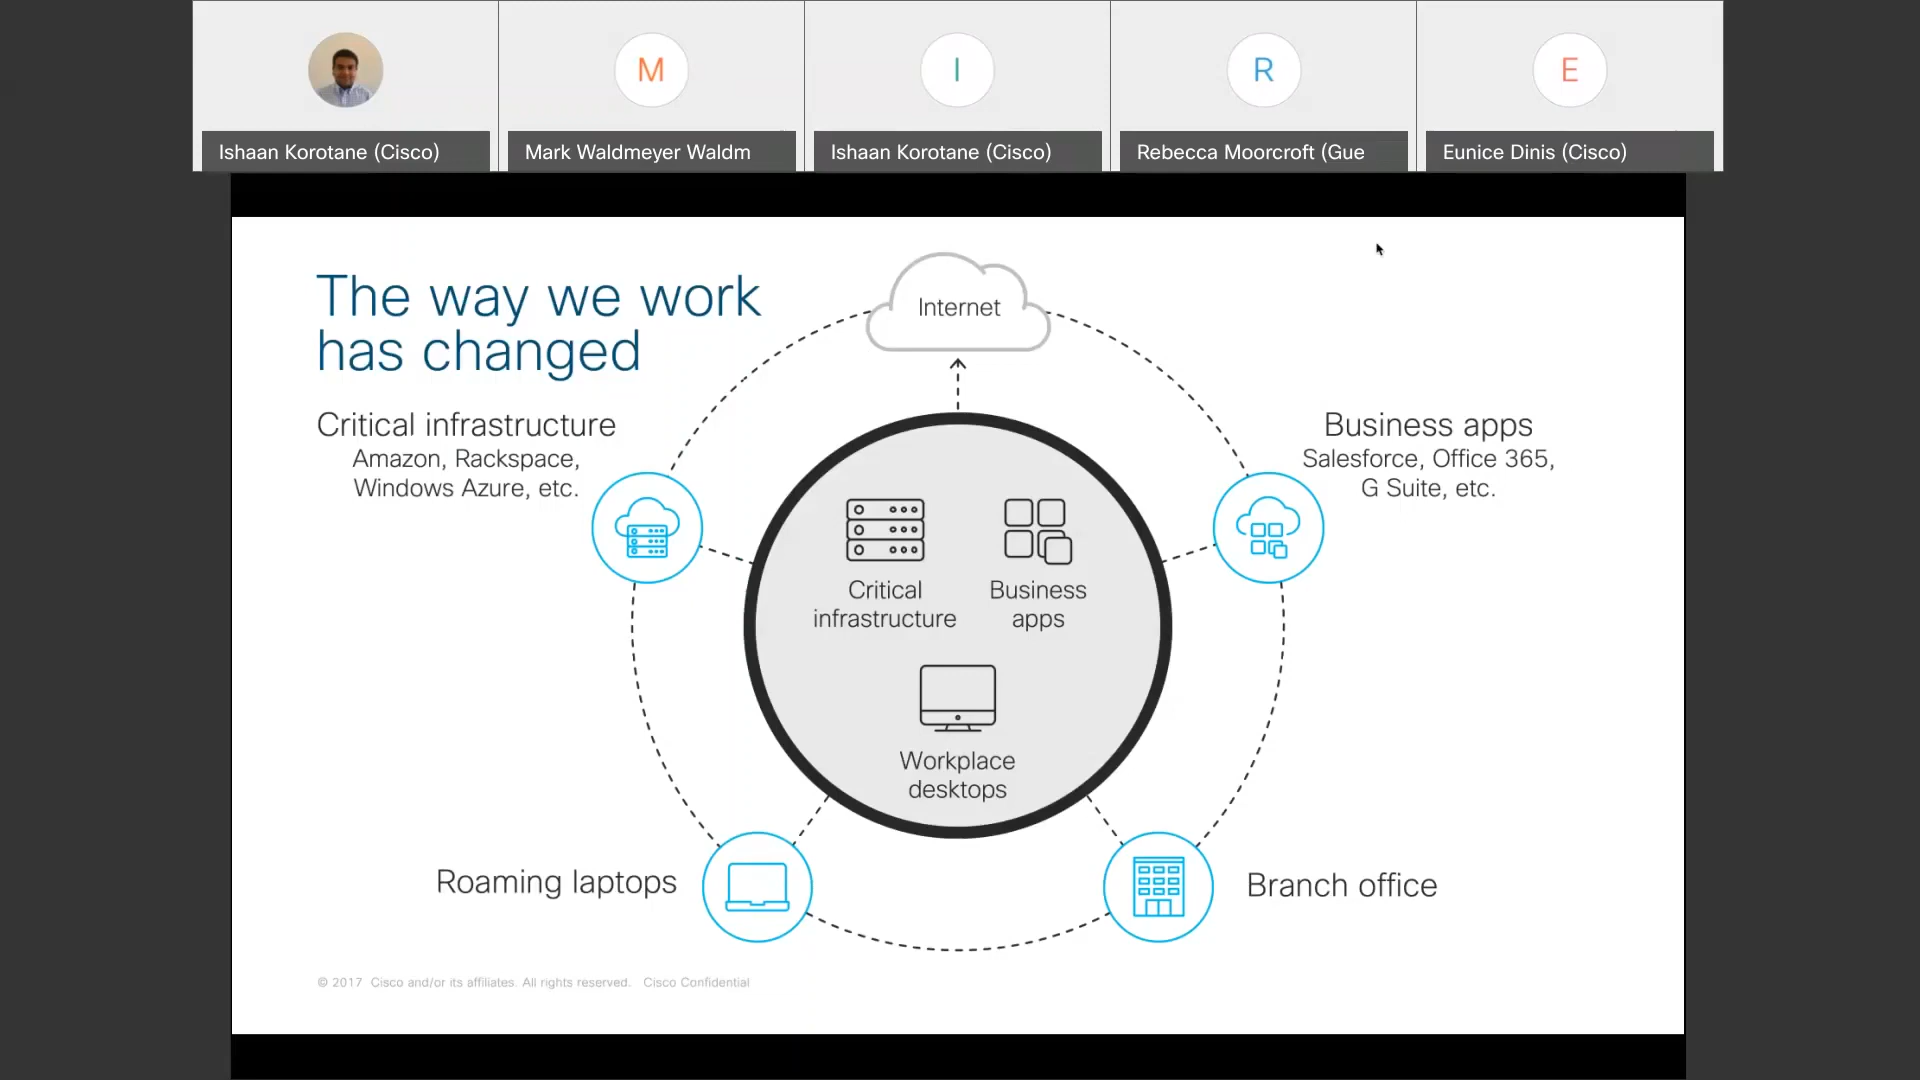 Ishaan Korotane (Cisco)
M
Mark Waldmeyer Waldm
I
Ishaan Korotane (Cisco)
R
Rebecca Moorcroft (Gue
E
Eunice Dinis (Cisco)
The way we work
has changed
Internet
Critical infrastructure
Amazon, Rackspace,
Windows Azure, etc.
Business apps
Salesforce, Office 365,
G Suite, etc.
Critical
infrastructure
Business
apps
Workplace
desktops
Roaming laptops
Branch office
© 2017 Cisco and/or its affiliates. All rights reserved. Cisco Confidential